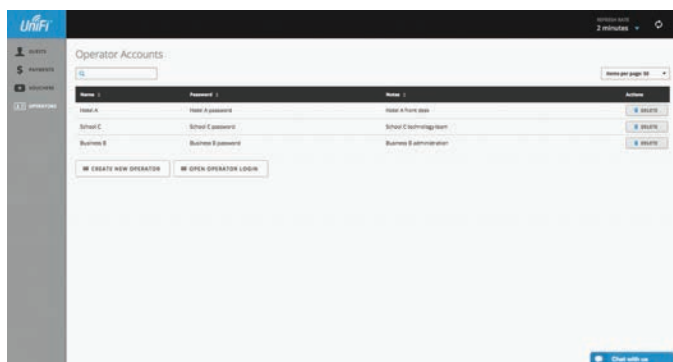 UniFi
REFRESH RATE
2 minutes
GUESTS
PAYMENTS
VOUCHERS
OPERATORS
Operator Accounts
Items per page: 50
Name Password Notes Actions
Hotel A Hotel A password Hotel A front desk DELETE
School C School C password School C technology team DELETE
Business B Business B password Business B administration DELETE
CREATE NEW OPERATOR OPEN OPERATOR LOGIN
Chat with us